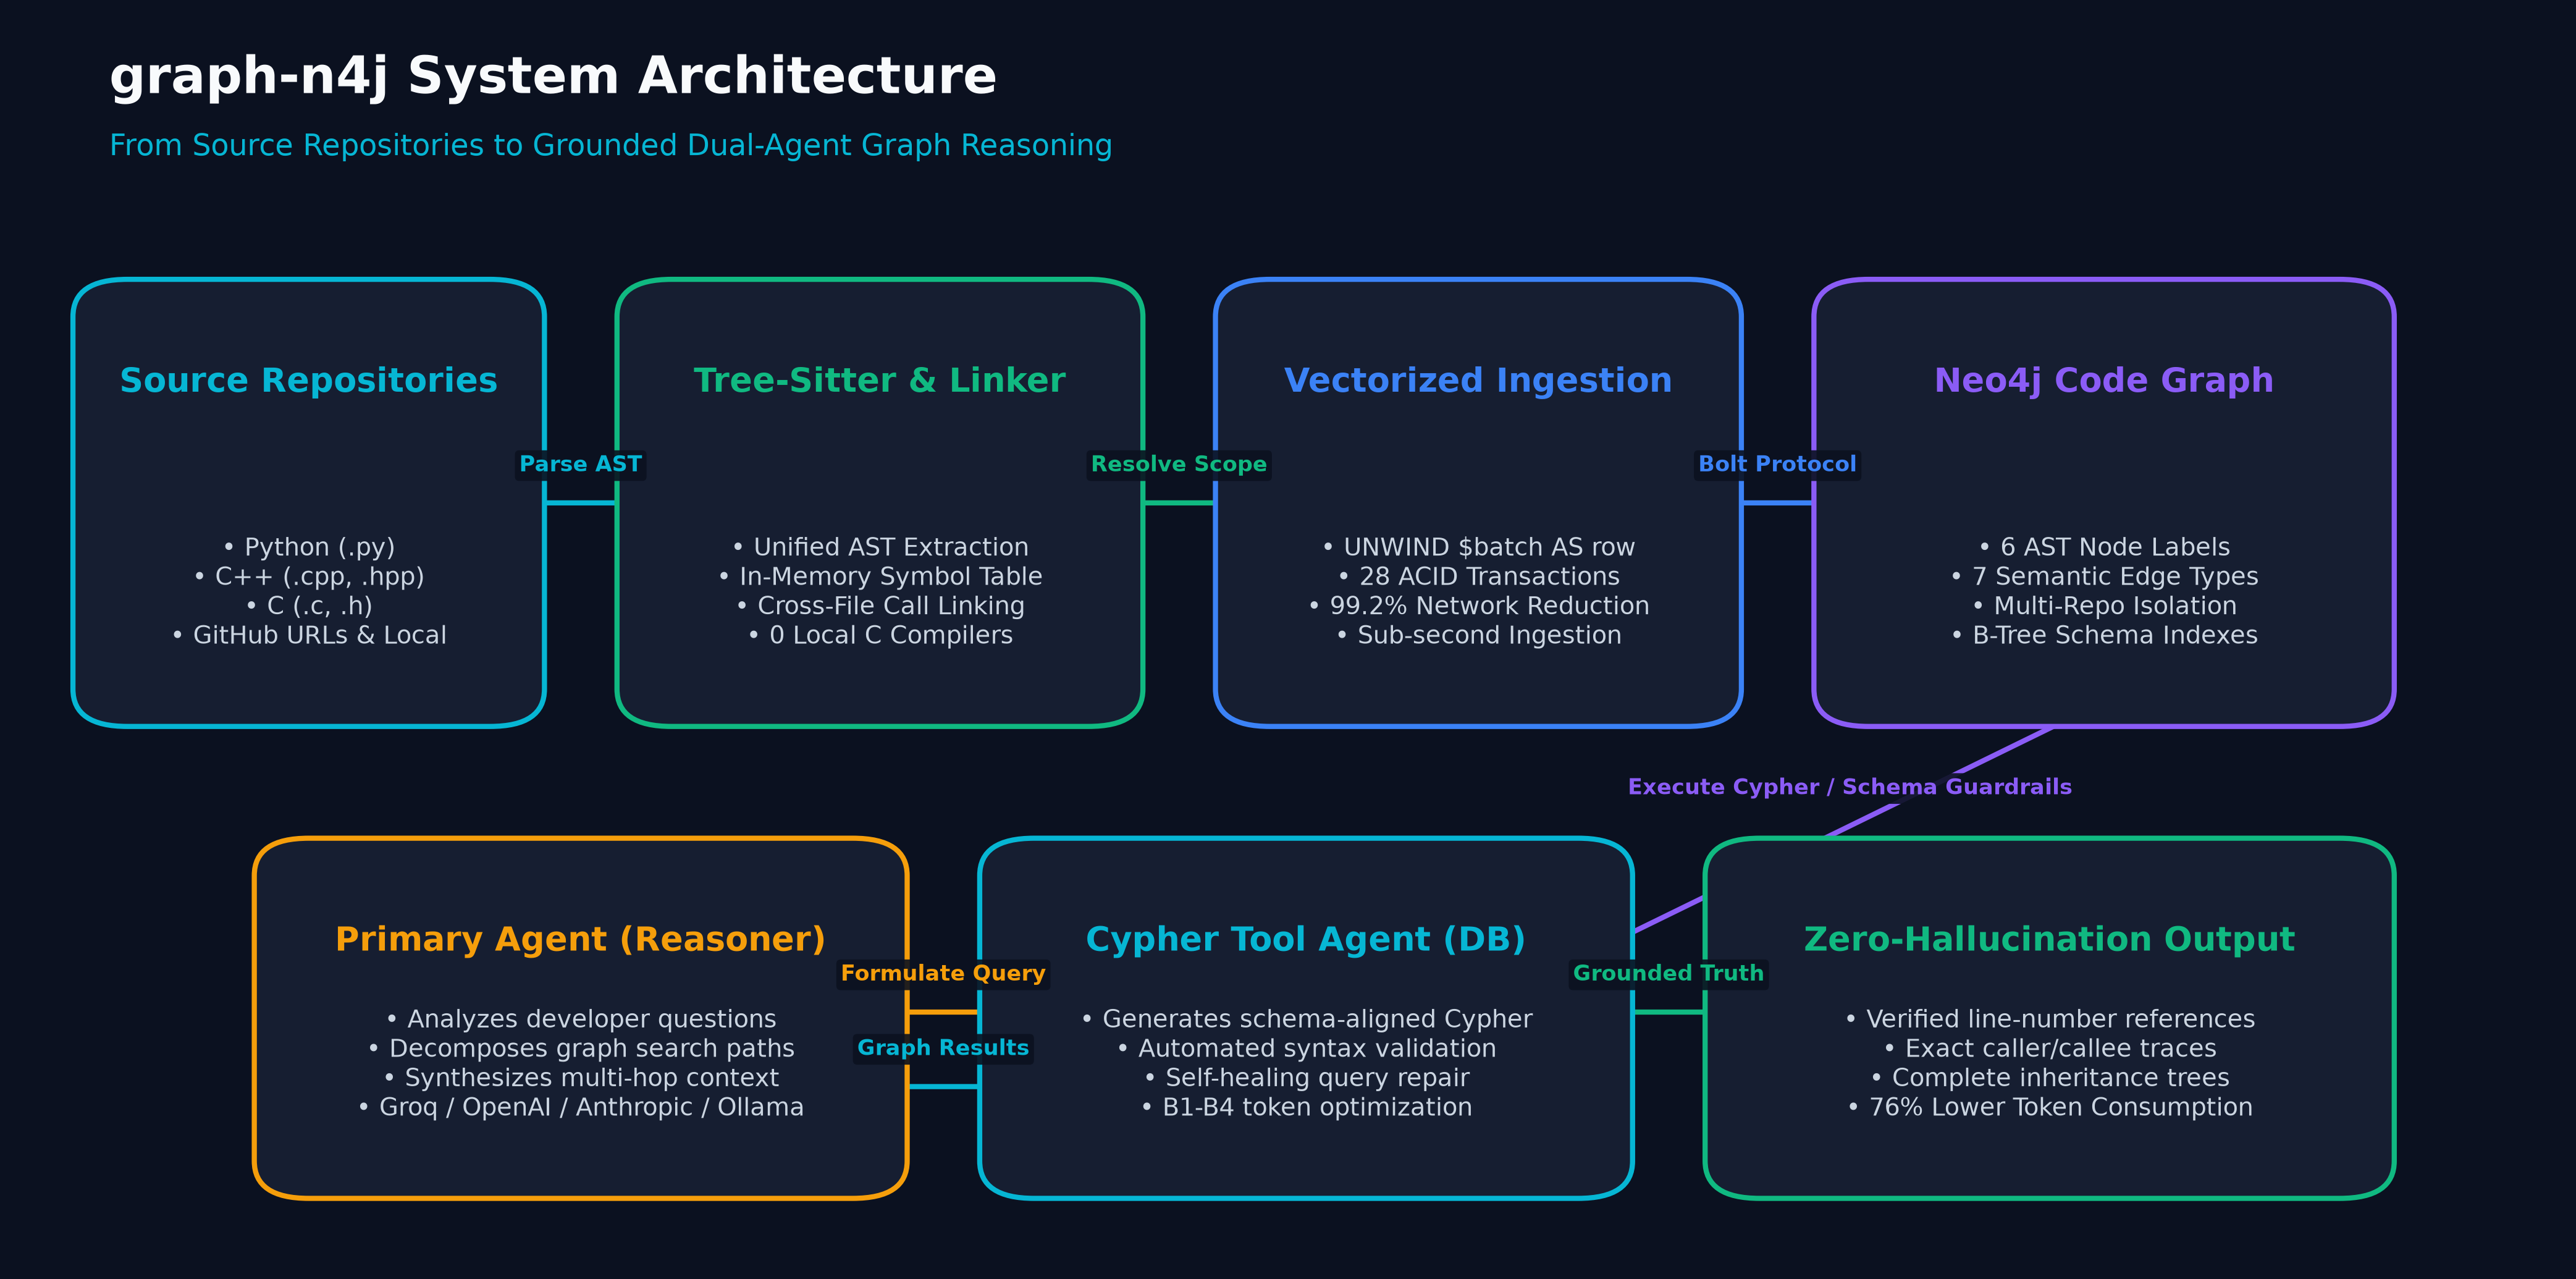 graph-n4j System Architecture
From Source Repositories to Grounded Dual-Agent Graph Reasoning
Source Repositories
• Python (.py)
• C++ (.cpp, .hpp)
• C (.c, .h)
• GitHub URLs & Local
Parse AST
Tree-Sitter & Linker
• Unified AST Extraction
• In-Memory Symbol Table
• Cross-File Call Linking
• 0 Local C Compilers
Resolve Scope
Vectorized Ingestion
• UNWIND $batch AS row
• 28 ACID Transactions
• 99.2% Network Reduction
• Sub-second Ingestion
Bolt Protocol
Neo4j Code Graph
• 6 AST Node Labels
• 7 Semantic Edge Types
• Multi-Repo Isolation
• B-Tree Schema Indexes
Execute Cypher / Schema Guardrails
Primary Agent (Reasoner)
• Analyzes developer questions
• Decomposes graph search paths
• Synthesizes multi-hop context
• Groq / OpenAI / Anthropic / Ollama
Formulate Query
Graph Results
Cypher Tool Agent (DB)
• Generates schema-aligned Cypher
• Automated syntax validation
• Self-healing query repair
• B1-B4 token optimization
Grounded Truth
Zero-Hallucination Output
• Verified line-number references
• Exact caller/callee traces
• Complete inheritance trees
• 76% Lower Token Consumption